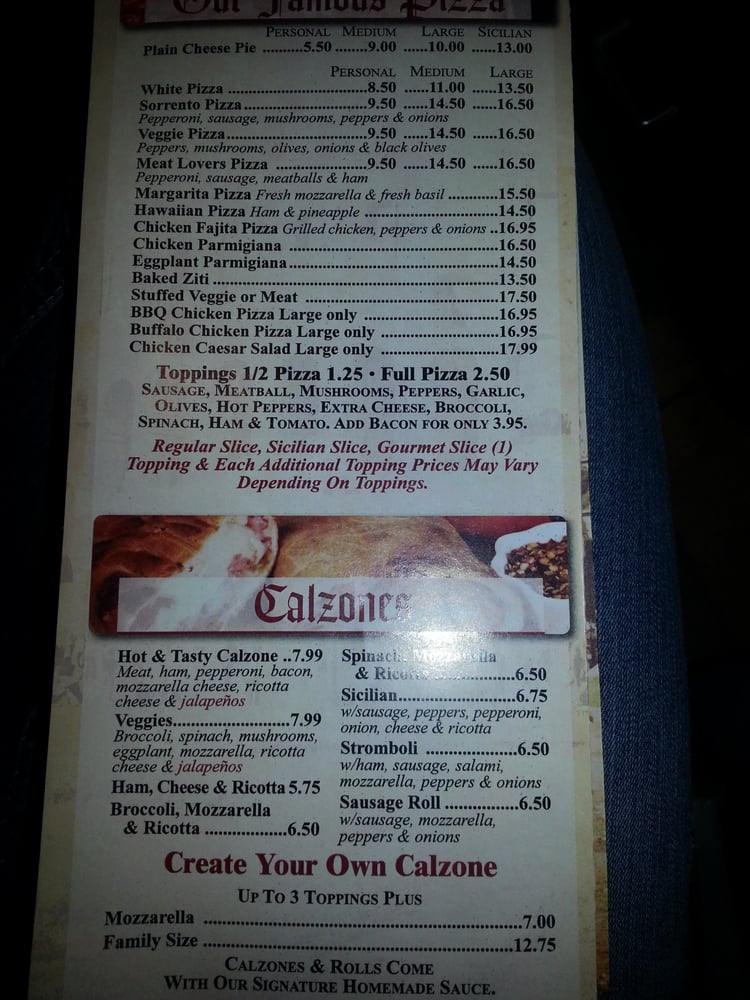 Our Famous Pizza
PERSONAL MEDIUM LARGE SICILIAN
Plain Cheese Pie ..........5.50 .......9.00 ......10.00 ......13.00
PERSONAL MEDIUM LARGE
White Pizza ..............................8.50 ......11.00 ......13.50
Sorrento Pizza..........................9.50 ......14.50 ......16.50
Pepperoni, sausage, mushrooms, peppers & onions
Veggie Pizza.............................9.50 ......14.50 ......16.50
Peppers, mushrooms, olives, onions & black olives
Meat Lovers Pizza ...................9.50 ......14.50 ......16.50
Pepperoni, sausage, meatballs & ham
Margarita Pizza Fresh mozzarella & fresh basil ............15.50
Hawaiian Pizza Ham & pineapple ................................14.50
Chicken Fajita Pizza Grilled chicken, peppers & onions ..16.95
Chicken Parmigiana ..................................................16.50
Eggplant Parmigiana..................................................14.50
Baked Ziti ..................................................................13.50
Stuffed Veggie or Meat ..............................................17.50
BBQ Chicken Pizza Large only ..................................16.95
Buffalo Chicken Pizza Large only ..............................16.95
Chicken Caesar Salad Large only ..............................17.99
Toppings 1/2 Pizza 1.25 • Full Pizza 2.50
SAUSAGE, MEATBALL, MUSHROOMS, PEPPERS, GARLIC,
OLIVES, HOT PEPPERS, EXTRA CHEESE, BROCCOLI,
SPINACH, HAM & TOMATO. ADD BACON FOR ONLY 3.95.
Regular Slice, Sicilian Slice, Gourmet Slice (1)
Topping & Each Additional Topping Prices May Vary
Depending On Toppings.
Calzones
Hot & Tasty Calzone ..7.99
Meat, ham, pepperoni, bacon,
mozzarella cheese, ricotta
cheese & jalapeños
Veggies.......................7.99
Broccoli, spinach, mushrooms,
eggplant, mozzarella, ricotta
cheese & jalapeños
Ham, Cheese & Ricotta 5.75
Broccoli, Mozzarella
& Ricotta ....................6.50
Spinach, Mozzarella
& Ricotta ................6.50
Sicilian.......................6.75
w/sausage, peppers, pepperoni,
onion, cheese & ricotta
Stromboli ..................6.50
w/ham, sausage, salami,
mozzarella, peppers & onions
Sausage Roll ..............6.50
w/sausage, mozzarella,
peppers & onions
Create Your Own Calzone
UP TO 3 TOPPINGS PLUS
Mozzarella ..............................................................7.00
Family Size ............................................................12.75
CALZONES & ROLLS COME
WITH OUR SIGNATURE HOMEMADE SAUCE.